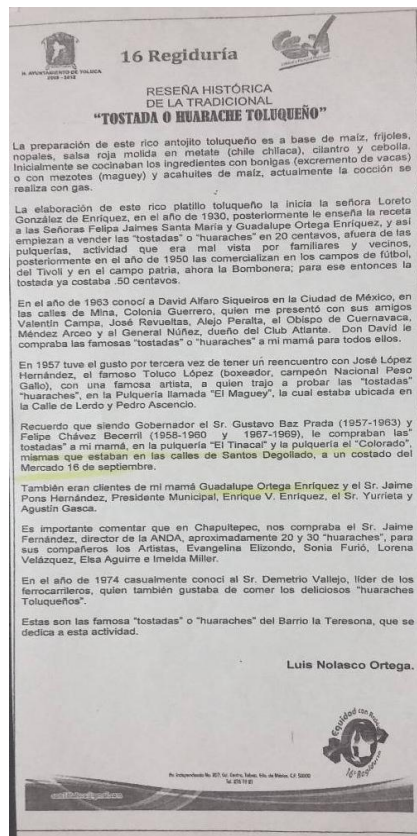 H. AYUNTAMIENTO DE TOLUCA
16 Regiduría
RESEÑA HISTÓRICA
DE LA TRADICIONAL
"TOSTADA O HUARACHE TOLUQUEÑO"
La preparación de este rico antojito toluqueño es a base de maíz, frijoles,
nopales, salsa roja molida en metate (chile chilaca), cilantro y cebolla.
Inicialmente se cocinaban los ingredientes con bonigas (excremento de vacas)
o con mezotes (maguey) y acahuites de maíz, actualmente la cocción se
realiza con gas.
La elaboración de este rico platillo toluqueño la inicia la señora Loreto
González de Enríquez, en el año de 1930, posteriormente le enseña la receta
a las Señoras Felipa Jaimes Santa María y Guadalupe Ortega Enríquez, y así
empiezan a vender las "tostadas" o "huaraches" en 20 centavos, afuera de las
pulquerías, actividad que era mal vista por familiares y vecinos,
posteriormente en el año de 1950 las comercializan en los campos de fútbol,
del Tivoli y en el campo patria, ahora la Bombonera; para ese entonces la
tostada ya costaba .50 centavos.
En el año de 1963 conocí a David Alfaro Siqueiros en la Ciudad de México, en
las calles de Mina, Colonia Guerrero, quien me presentó con sus amigos
Valentín Campa, José Revueltas, Alejo Peralta, el Obispo de Cuernavaca,
Méndez Arceo y al General Núñez, dueño del Club Atlante. Don David le
compraba las famosas "tostadas" o "huaraches" a mi mamá para todos ellos.
En 1957 tuve el gusto por tercera vez de tener un reencuentro con José López
Hernández, el famoso Toluco López (boxeador, campeón Nacional Peso
Gallo), con una famosa artista, a quien trajo a probar las "tostadas"
"huaraches", en la Pulquería llamada "El Maguey", la cual estaba ubicada en
la Calle de Lerdo y Pedro Ascencio.
Recuerdo que siendo Gobernador el Sr. Gustavo Baz Prada (1957-1963) y
Felipe Chávez Becerril (1958-1960 y 1967-1969), le compraban las"
tostadas" a mi mamá, en la pulquería "El Tinacal" y la pulquería el "Colorado",
mismas que estaban en las calles de Santos Degollado, a un costado del
Mercado 16 de septiembre.
También eran clientes de mi mamá Guadalupe Ortega Enríquez y el Sr. Jaime
Pons Hernández, Presidente Municipal, Enrique V. Enríquez, el Sr. Yurrieta y
Agustín Gasca.
Es importante comentar que en Chapultepec, nos compraba el Sr. Jaime
Fernández, director de la ANDA, aproximadamente 20 y 30 "huaraches", para
sus compañeros los Artistas, Evangelina Elizondo, Sonia Furió, Lorena
Velázquez, Elsa Aguirre e Imelda Miller.
En el año de 1974 casualmente conocí al Sr. Demetrio Vallejo, líder de los
ferrocarrileros, quien también gustaba de comer los deliciosos "huaraches
Toluqueños".
Estas son las famosa "tostadas" o "huaraches" del Barrio la Teresona, que se
dedica a esta actividad.
Luis Nolasco Ortega.
Equidad con
16ª Regiduría